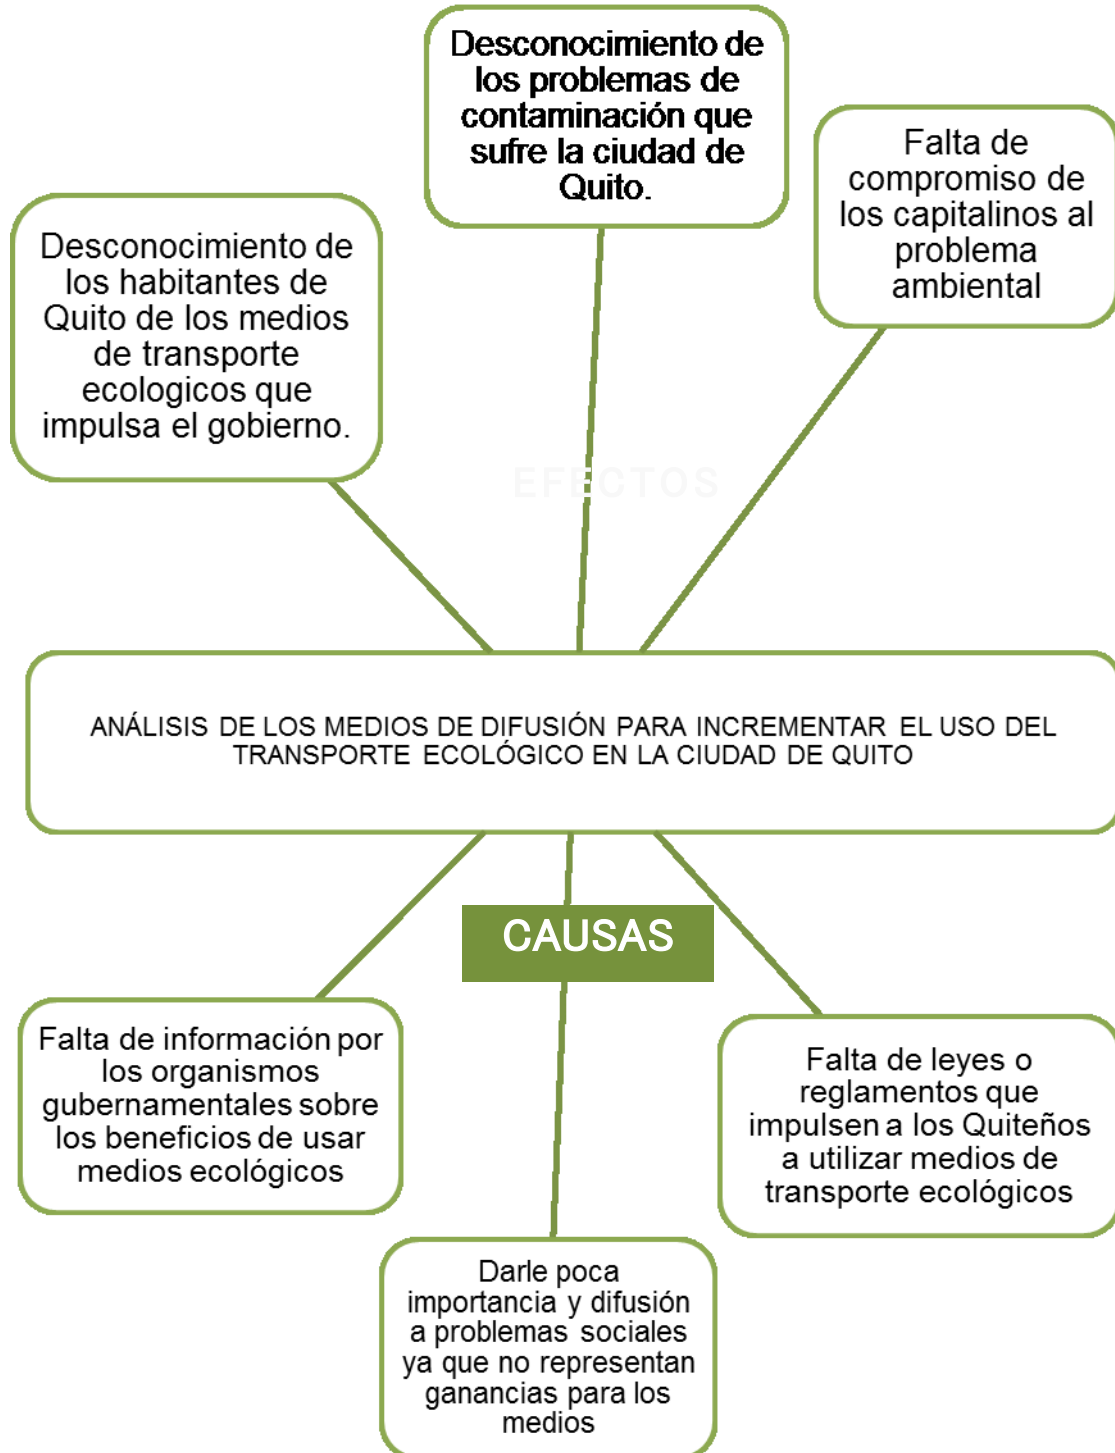 Desconocimiento de
los problemas de
contaminación que
sufre la ciudad de
Quito.
Falta de
compromiso de
los capitalinos al
problema
ambiental
Desconocimiento de
los habitantes de
Quito de los medios
de transporte
ecologicos que
impulsa el gobierno.
EFECTOS
ANÁLISIS DE LOS MEDIOS DE DIFUSIÓN PARA INCREMENTAR EL USO DEL
TRANSPORTE ECOLÓGICO EN LA CIUDAD DE QUITO
CAUSAS
Falta de información por
los organismos
gubernamentales sobre
los beneficios de usar
medios ecológicos
Falta de leyes o
reglamentos que
impulsen a los Quiteños
a utilizar medios de
transporte ecológicos
Darle poca
importancia y difusión
a problemas sociales
ya que no representan
ganancias para los
medios